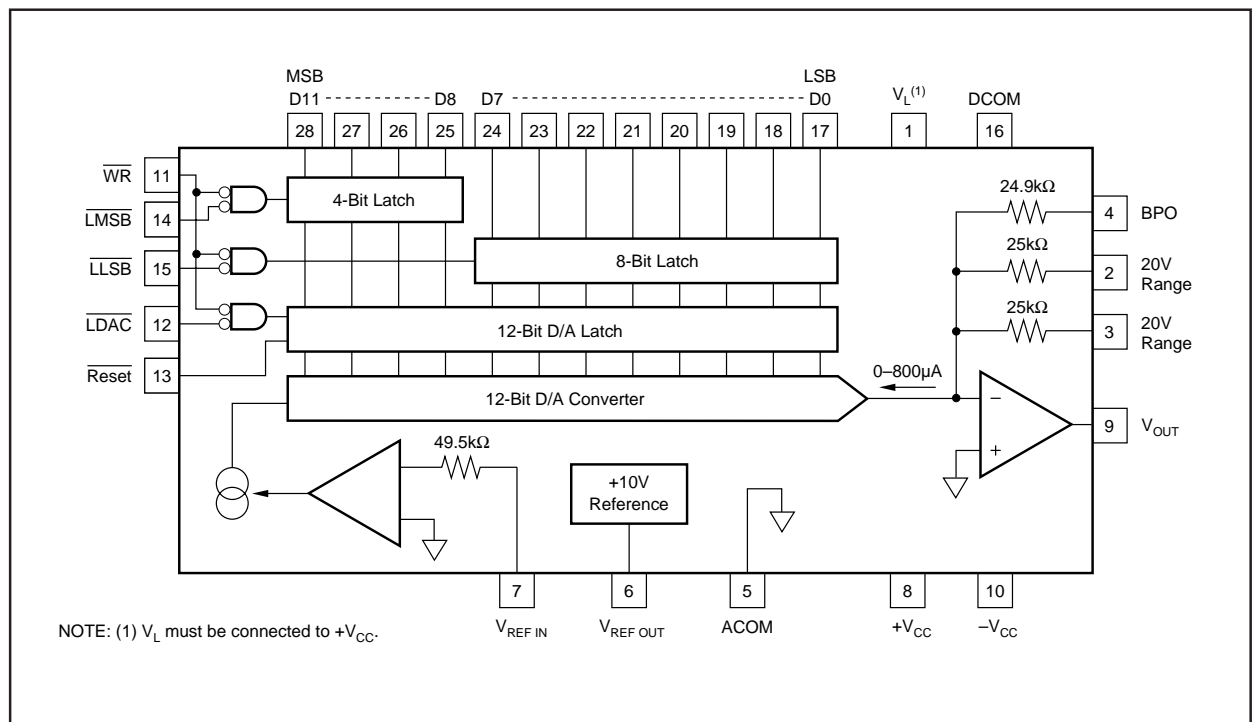 MSB LSB
D11 D8 D7 D0 V_L(1) DCOM
28 27 26 25 24 23 22 21 20 19 18 17 1 16
WR 11
LMSB 14
LLSB 15
LDAC 12
Reset 13
4-Bit Latch
8-Bit Latch
12-Bit D/A Latch
12-Bit D/A Converter
24.9kΩ
4 BPO
25kΩ
2 20V
Range
25kΩ
3 20V
Range
0–800µA
–
+
9 V_OUT
49.5kΩ
+10V
Reference
7 6 5 8 10
V_REF IN V_REF OUT ACOM +V_CC –V_CC
NOTE: (1) V_L must be connected to +V_CC.